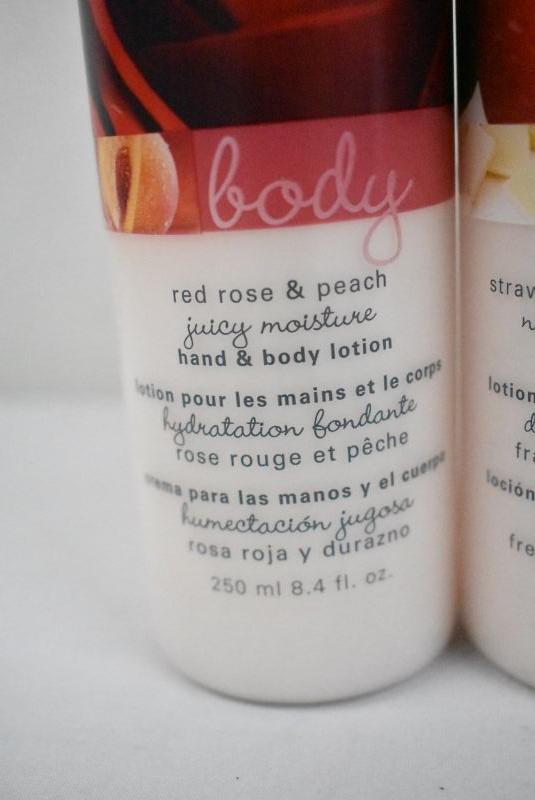 body
red rose & peach
juicy moisture
hand & body lotion
lotion pour les mains et le corps
hydratation fondante
rose rouge et pêche
crema para las manos y el cuerpo
humectación jugosa
rosa roja y durazno
250 ml 8.4 fl. oz.
lotion
loción